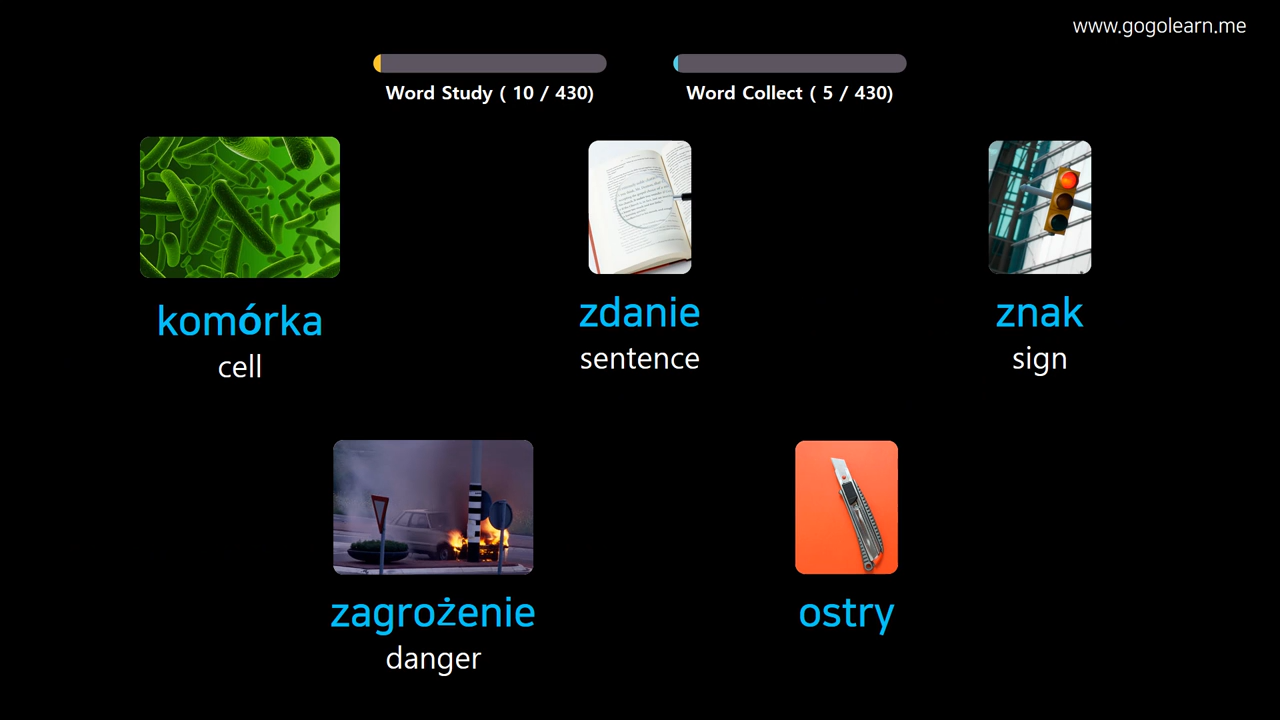 www.gogolearn.me
Word Study ( 10 / 430)
Word Collect ( 5 / 430)
komórka
cell
zdanie
sentence
znak
sign
zagrożenie
danger
ostry